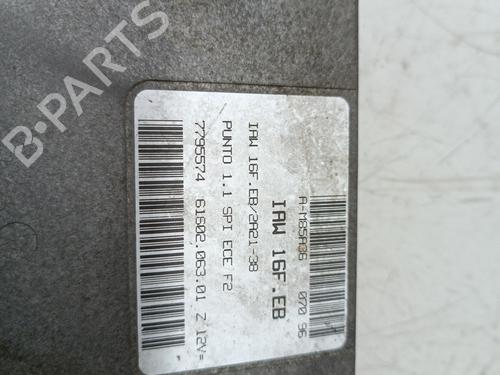 A-M65A36 070 96
IAW 16F.EB
IAW 16F.EB/2A21-38
PUNTO 1.1 SPI ECE F2
7795574 61602.063.01 Z 12V=
B-PARTS